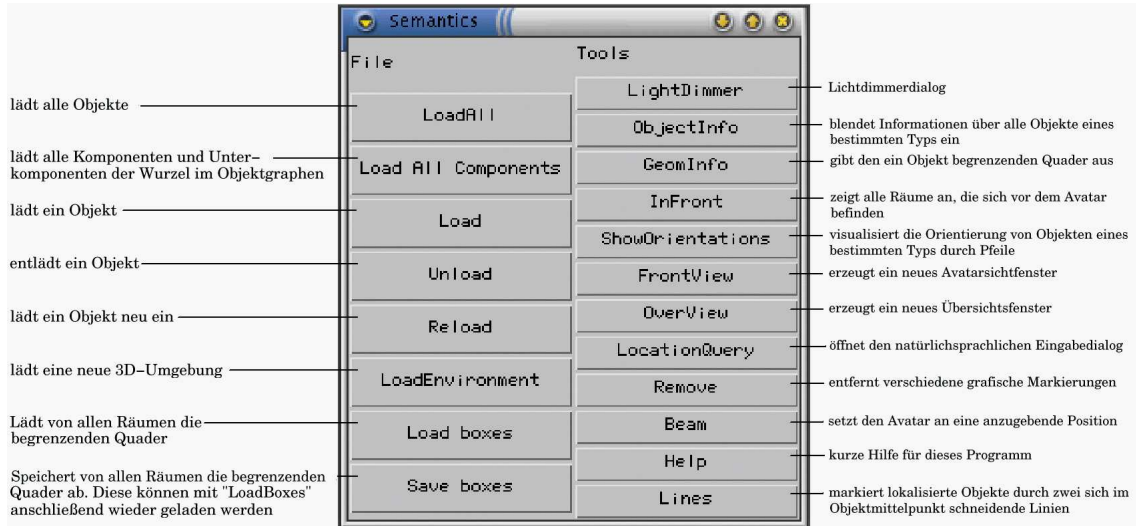 Semantics
File
Tools
lädt alle Objekte
LoadAll
lädt alle Komponenten und Unter–
komponenten der Wurzel im Objektgraphen
Load All Components
lädt ein Objekt
Load
entlädt ein Objekt
Unload
lädt ein Objekt neu ein
Reload
lädt eine neue 3D–Umgebung
LoadEnvironment
Lädt von allen Räumen die
begrenzenden Quader
Load boxes
Speichert von allen Räumen die begrenzenden
Quader ab. Diese können mit "LoadBoxes"
anschließend wieder geladen werden
Save boxes
LightDimmer
Lichtdimmerdialog
ObjectInfo
blendet Informationen über alle Objekte eines
bestimmten Typs ein
GeomInfo
gibt den ein Objekt begrenzenden Quader aus
InFront
zeigt alle Räume an, die sich vor dem Avatar
befinden
ShowOrientations
visualisiert die Orientierung von Objekten eines
bestimmten Typs durch Pfeile
FrontView
erzeugt ein neues Avatarsichtfenster
OverView
erzeugt ein neues Übersichtsfenster
LocationQuery
öffnet den natürlichsprachlichen Eingabedialog
Remove
entfernt verschiedene grafische Markierungen
Beam
setzt den Avatar an eine anzugebende Position
Help
kurze Hilfe für dieses Programm
Lines
markiert lokalisierte Objekte durch zwei sich im
Objektmittelpunkt schneidende Linien